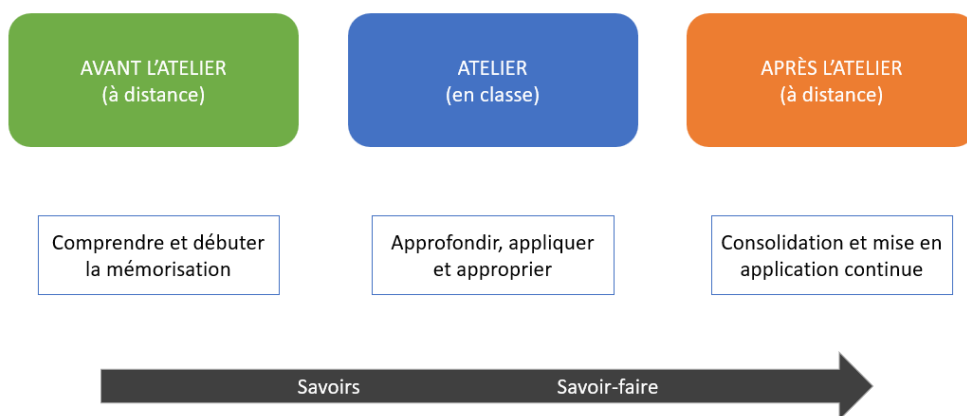 AVANT L'ATELIER
(à distance)
ATELIER
(en classe)
APRÈS L'ATELIER
(à distance)
Comprendre et débuter
la mémorisation
Approfondir, appliquer
et approprier
Consolidation et mise en
application continue
Savoirs
Savoir-faire